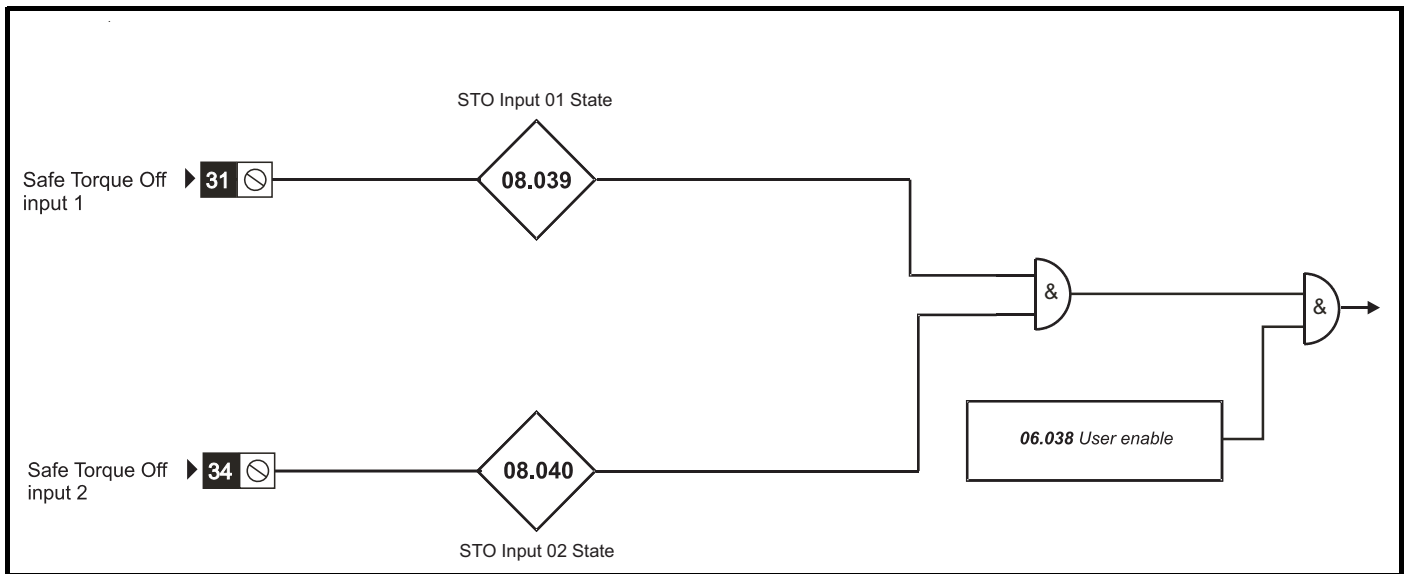 STO Input 01 State
Safe Torque Off
input 1
31
08.039
&
&
06.038 User enable
Safe Torque Off
input 2
34
08.040
STO Input 02 State